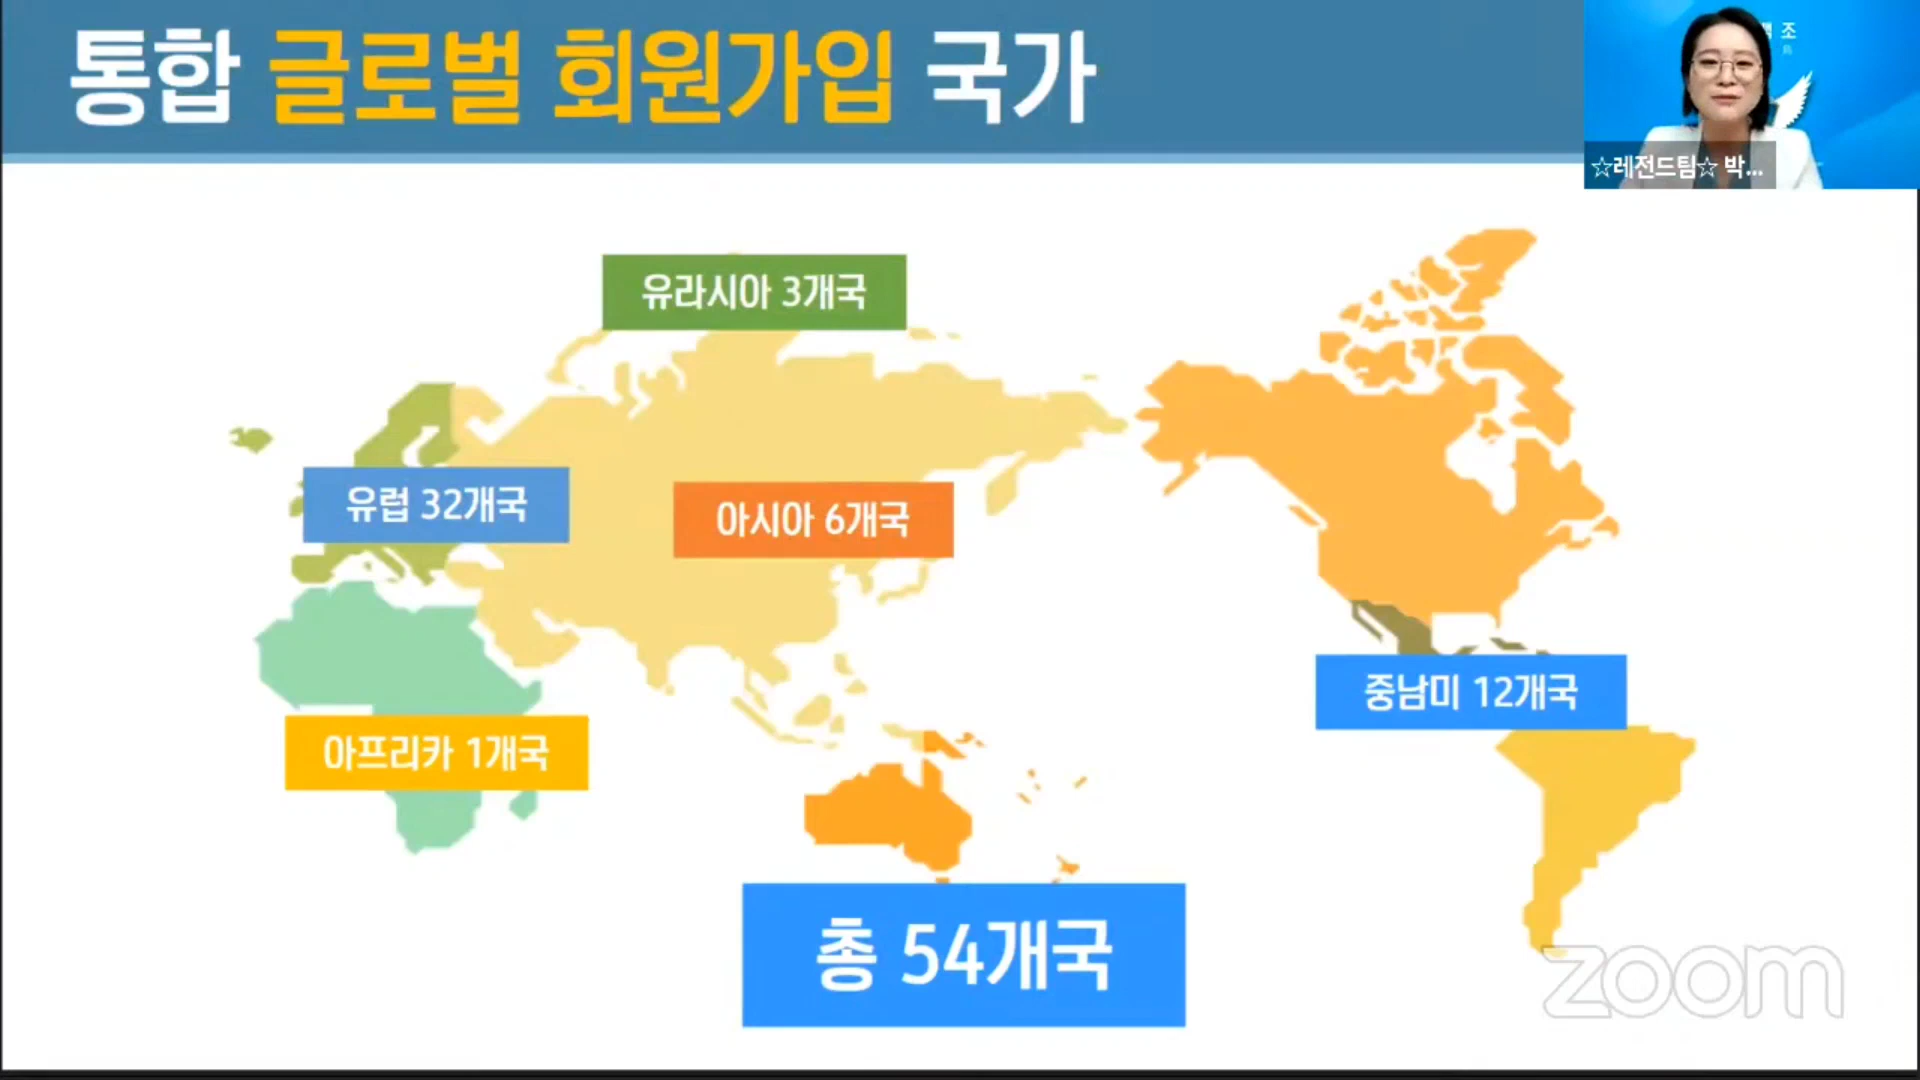 통합 글로벌 회원가입 국가
조
☆레전드팀☆ 박...
유라시아 3개국
유럽 32개국
아시아 6개국
중남미 12개국
아프리카 1개국
총 54개국
zoom